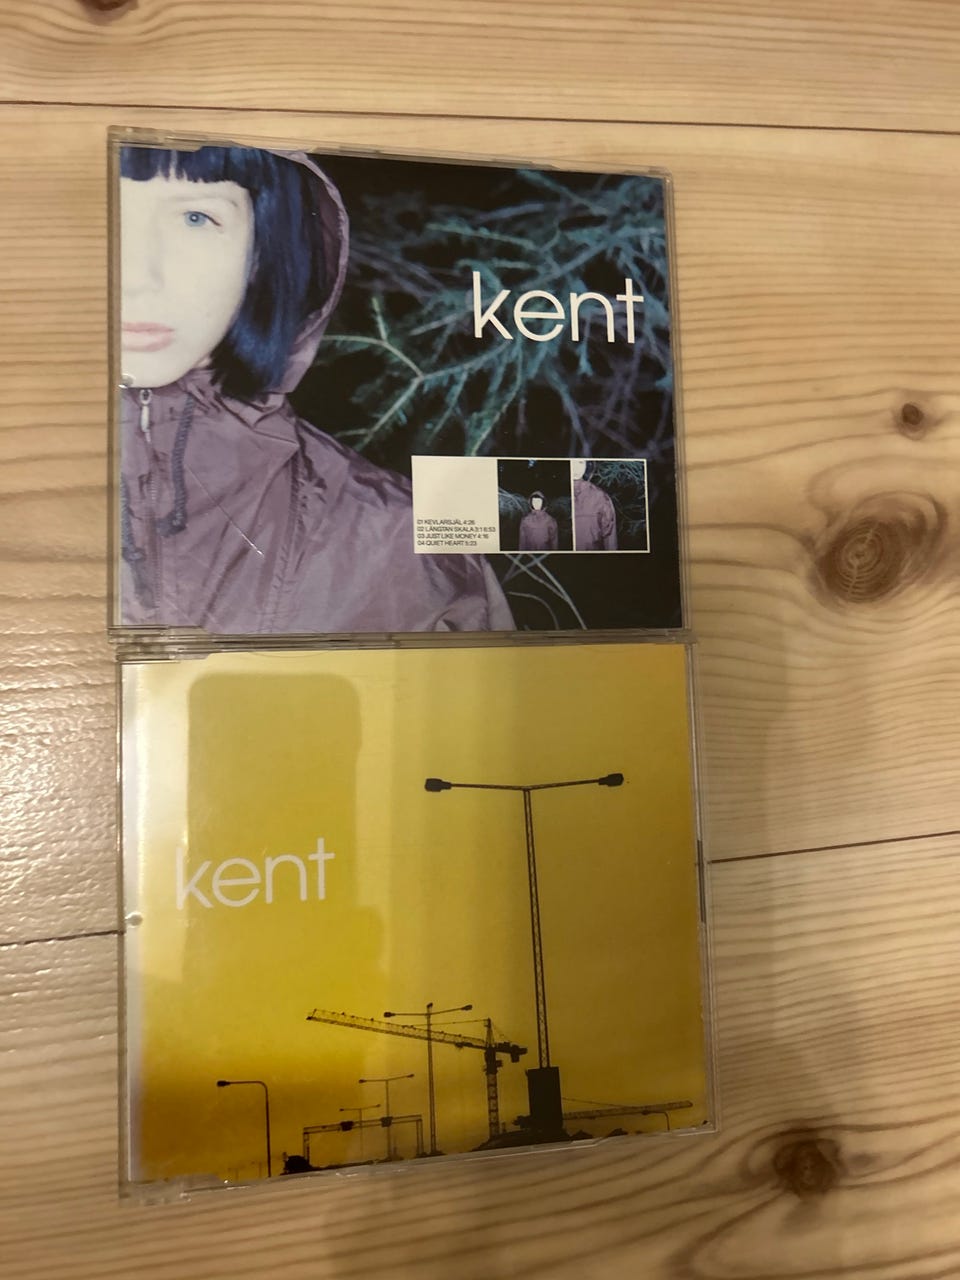 kent
01 KEVLARSJÄL 4:26
02 LÄNGTAN SKALA 3:1 6:53
03 JUST LIKE MONEY 4:16
04 QUIET HEART 5:23
kent